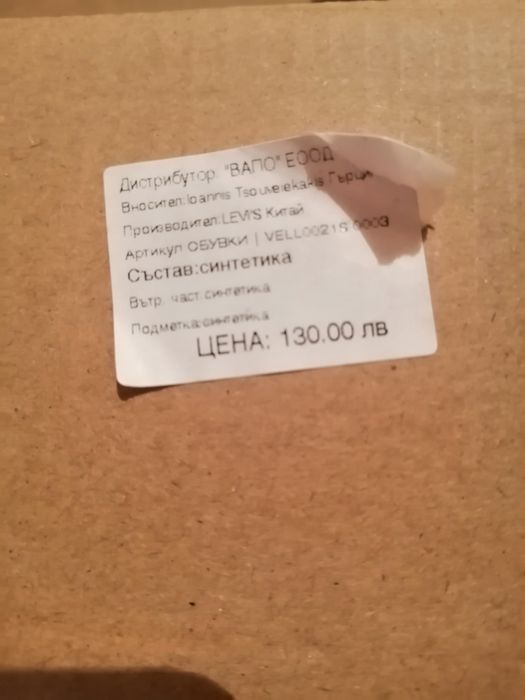 Дистрибутор: "ВАПО" ЕООД
Вносител:Ioannis Tsouvelekakis Гърция
Производител:LEVI'S Китай
Артикул ОБУВКИ | VELL0021S 0003
Състав:синтетика
Вътр. част:синтетика
Подметка:синтетика
ЦЕНА: 130.00 лв